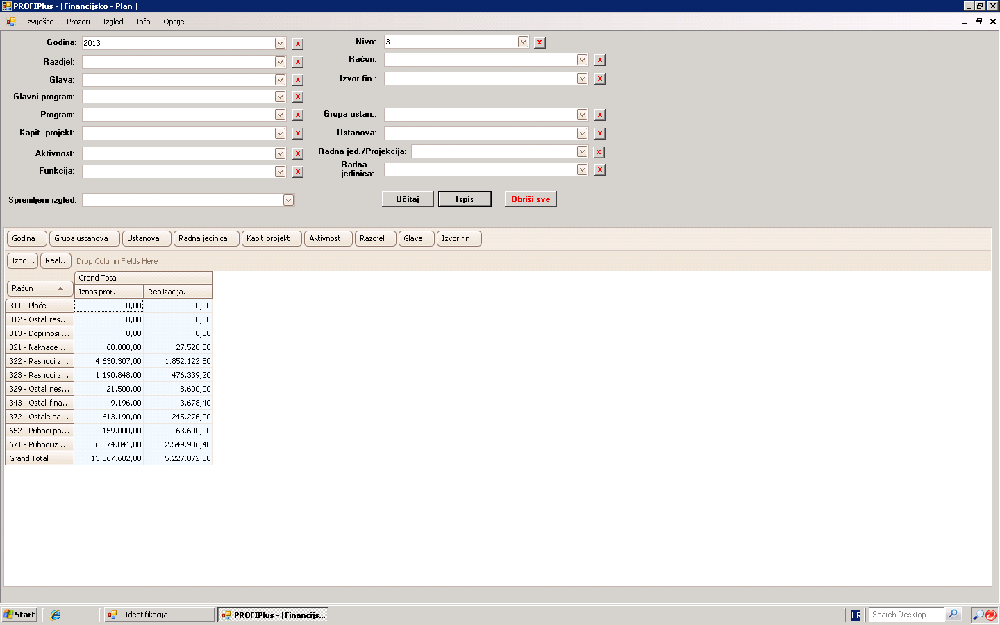 PROFIPlus - [Financijsko - Plan ]
Izviješće Prozori Izgled Info Opcije
Godina: 2013 x Nivo: 3 x
Razdjel: x Račun: x
Glava: x Izvor fin.: x
Glavni program: x
Program: x Grupa ustan.: x
Kapit. projekt: x Ustanova: x
Aktivnost: x Radna jed./Projekcija: x
Funkcija: x Radna jedinica: x
Spremljeni izgled: Učitaj Ispis Obriši sve
Godina Grupa ustanova Ustanova Radna jedinica Kapit.projekt Aktivnost Razdjel Glava Izvor fin
Izno... Real... Drop Column Fields Here
Grand Total
Račun Iznos pror. Realizacija.
311 - Plaće 0,00 0,00
312 - Ostali ras... 0,00 0,00
313 - Doprinosi ... 0,00 0,00
321 - Naknade ... 68.800,00 27.520,00
322 - Rashodi z... 4.630.307,00 1.852.122,80
323 - Rashodi z... 1.190.848,00 476.339,20
329 - Ostali nes... 21.500,00 8.600,00
343 - Ostali fina... 9.196,00 3.678,40
372 - Ostale na... 613.190,00 245.276,00
652 - Prihodi po... 159.000,00 63.600,00
671 - Prihodi iz ... 6.374.841,00 2.549.936,40
Grand Total 13.067.682,00 5.227.072,80
Start - Identifikacija - PROFIPlus - [Financijs... HR Search Desktop